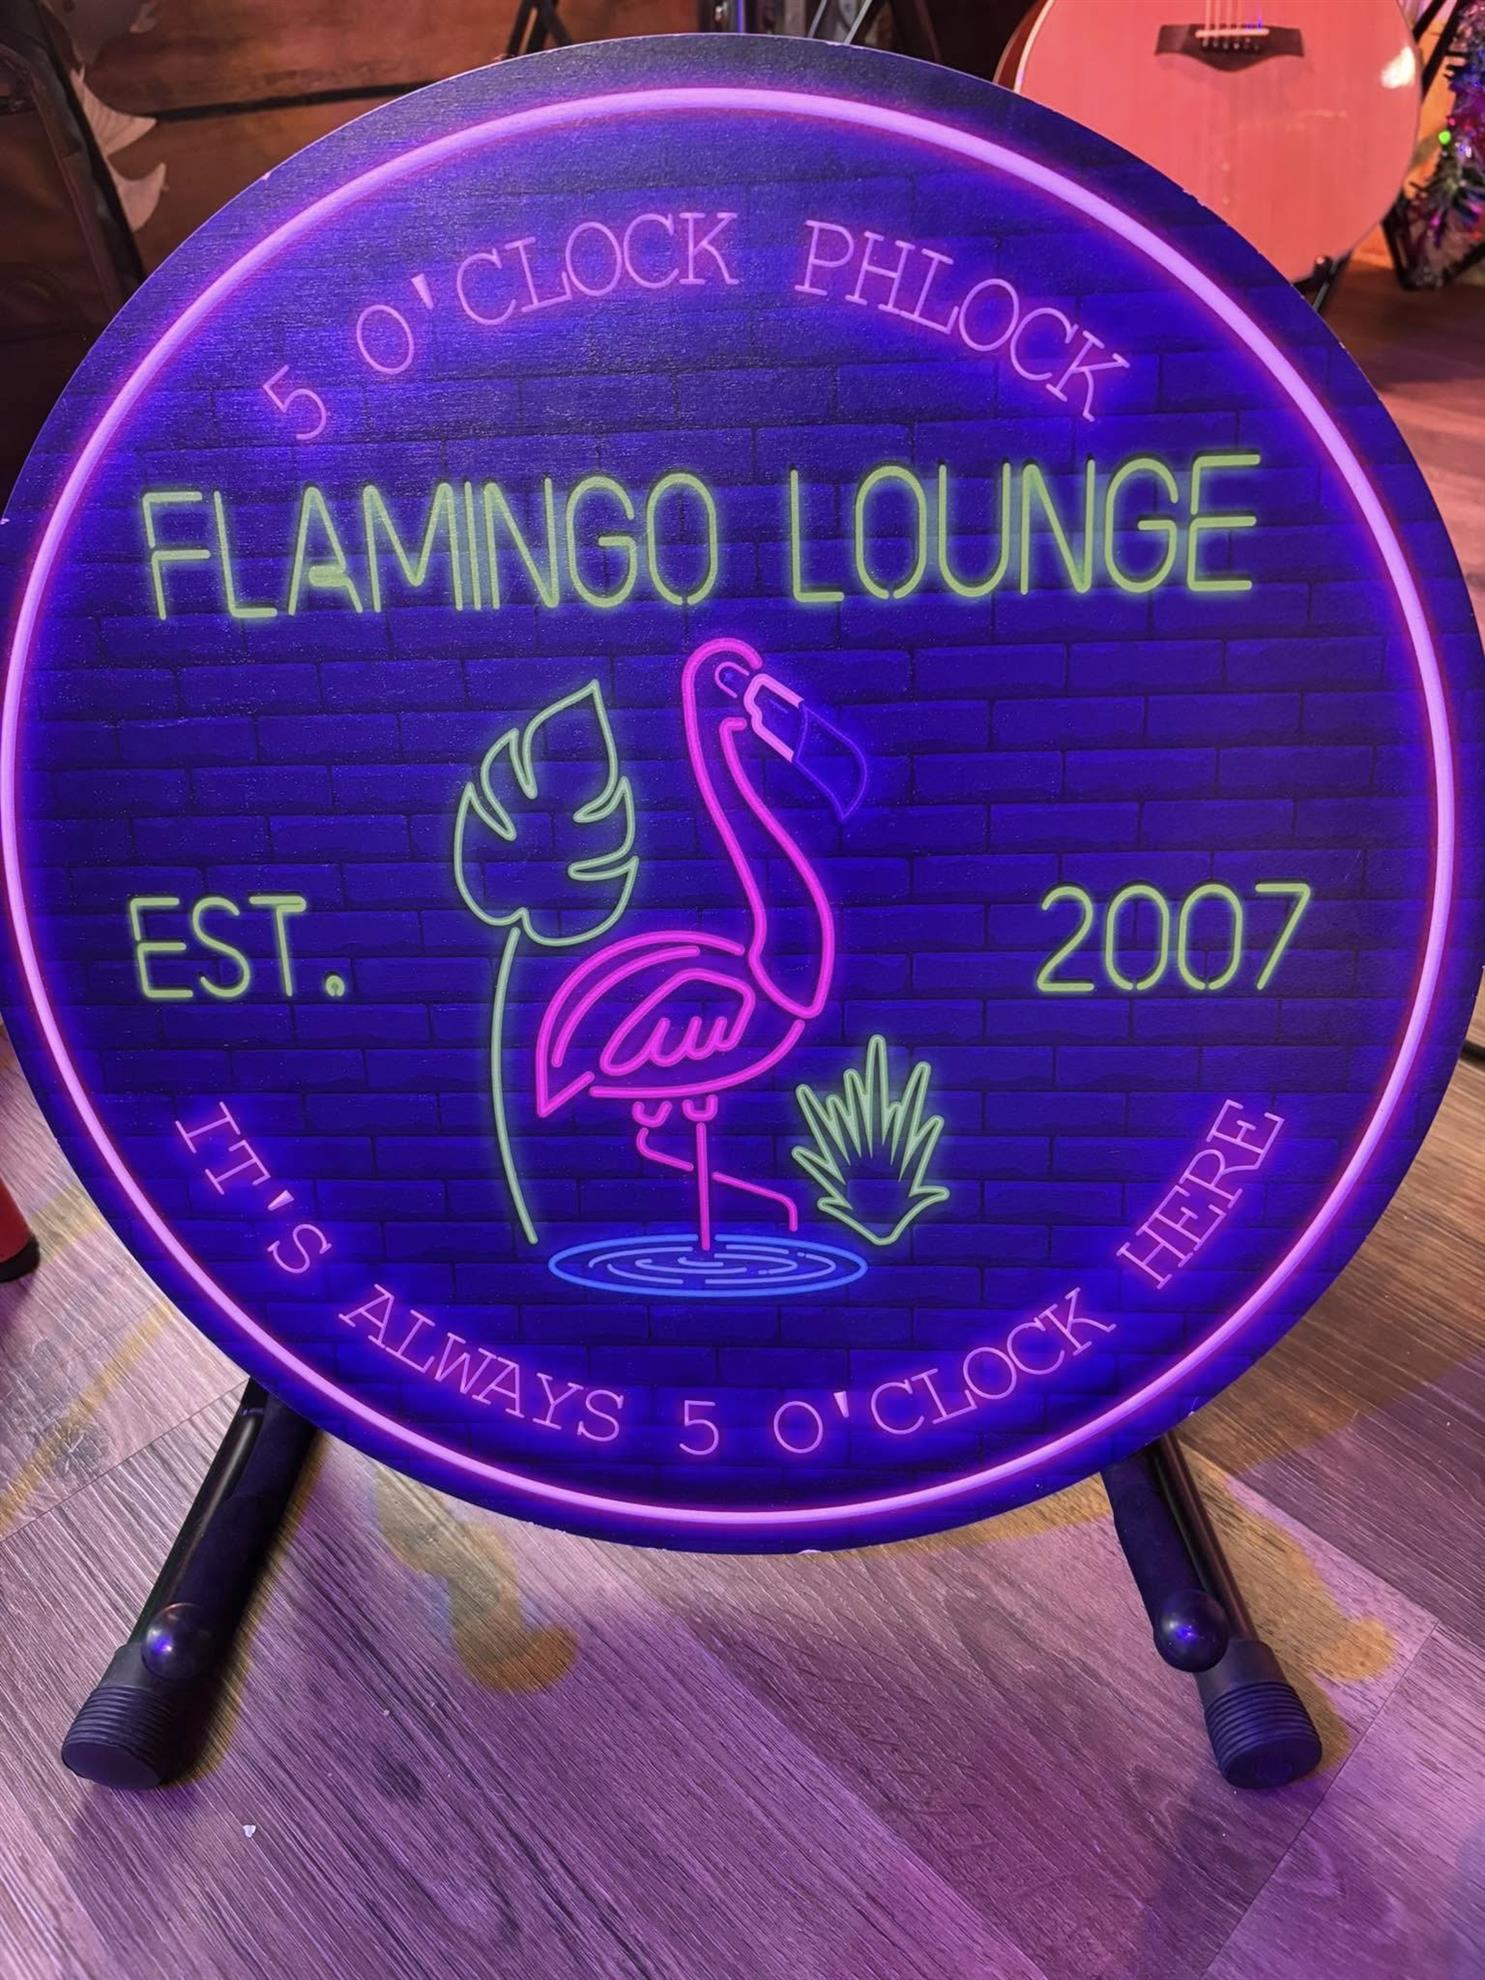 5 O'CLOCK PHLOCK
FLAMINGO LOUNGE
EST. 2007
IT'S ALWAYS 5 O'CLOCK HERE